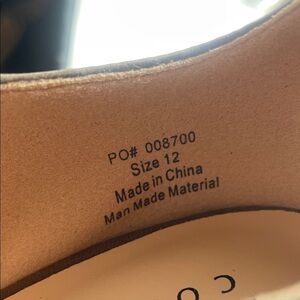 PO# 008700
Size 12
Made in China
Man Made Material